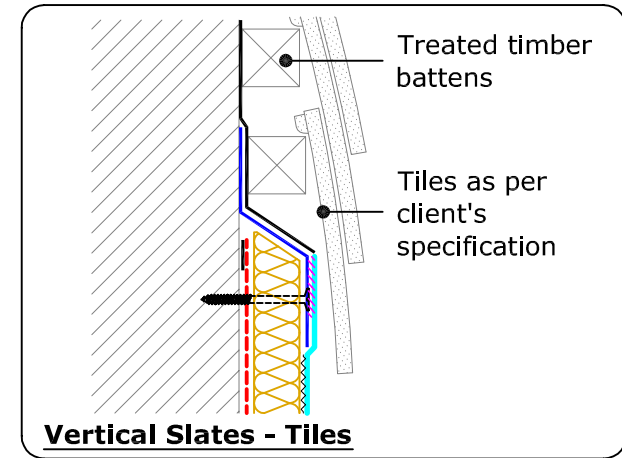 Treated timber
battens
Tiles as per
client's
specification
Vertical Slates - Tiles